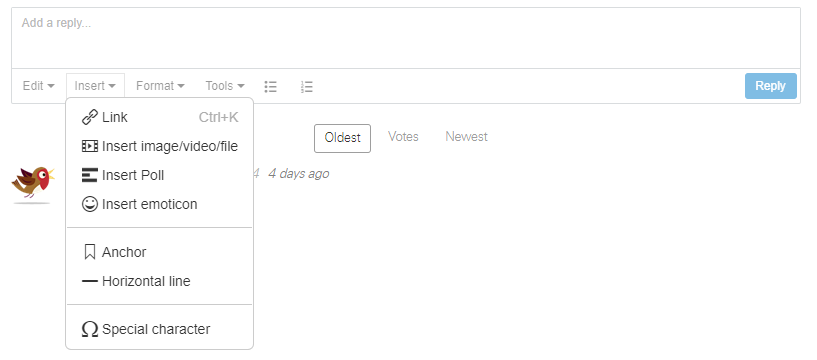 Add a reply...
Edit Insert Format Tools Reply
Link Ctrl+K
Insert image/video/file
Insert Poll
Insert emoticon
Anchor
Horizontal line
Special character
Oldest Votes Newest
4 4 days ago